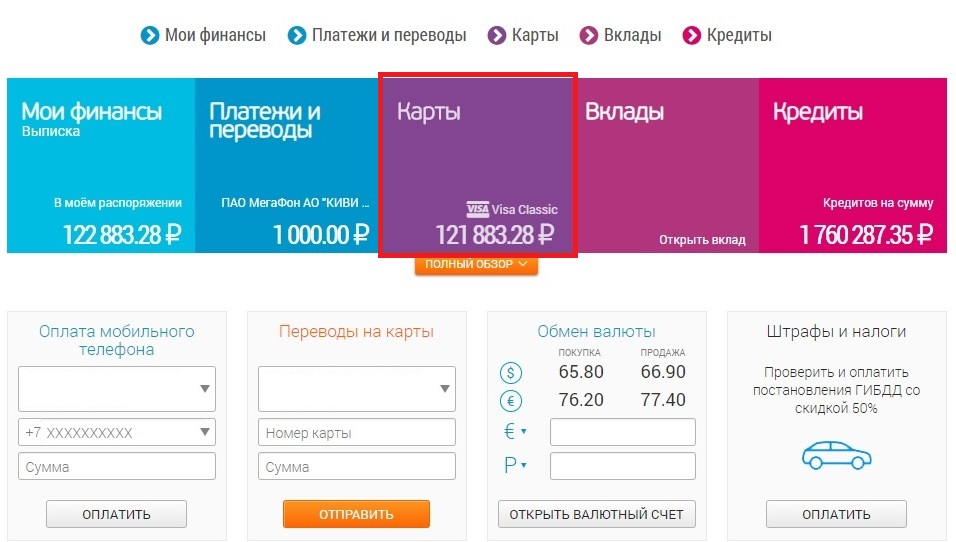 Мои финансы
Платежи и переводы
Карты
Вклады
Кредиты
Мои финансы
Выписка
В моём распоряжении
122 883.28 ₽
Платежи и
переводы
ПАО МегаФон АО "КИВИ ...
1 000.00 ₽
Карты
VISA Visa Classic
121 883.28 ₽
Вклады
Открыть вклад
Кредиты
Кредитов на сумму
1 760 287.35 ₽
ПОЛНЫЙ ОБЗОР
Оплата мобильного
телефона
+7 XXXXXXXXXX
Сумма
ОПЛАТИТЬ
Переводы на карты
Номер карты
Сумма
ОТПРАВИТЬ
Обмен валюты
ПОКУПКА ПРОДАЖА
$ 65.80 66.90
€ 76.20 77.40
€
Р
ОТКРЫТЬ ВАЛЮТНЫЙ СЧЕТ
Штрафы и налоги
Проверить и оплатить
постановления ГИБДД со
скидкой 50%
ОПЛАТИТЬ